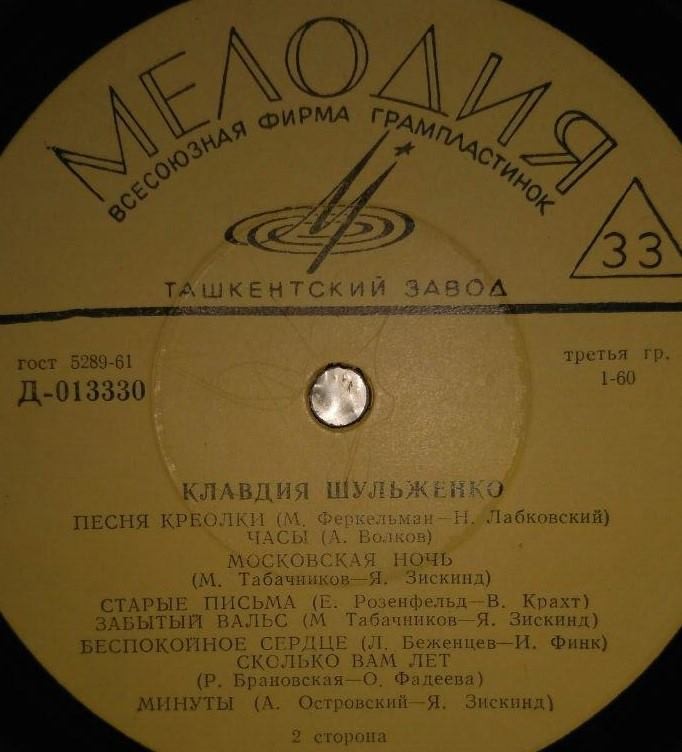 МЕЛОДИЯ
ВСЕСОЮЗНАЯ ФИРМА ГРАМПЛАСТИНОК
33
ТАШКЕНТСКИЙ ЗАВОД
гост 5289-61
Д-013330
третья гр.
1-60
КЛАВДИЯ ШУЛЬЖЕНКО
ПЕСНЯ КРЕОЛКИ (М. Феркельман—Н. Лабковский)
ЧАСЫ (А. Волков)
МОСКОВСКАЯ НОЧЬ
(М. Табачников—Я. Зискинд)
СТАРЫЕ ПИСЬМА (Е. Розенфельд—В. Крахт)
ЗАБЫТЫЙ ВАЛЬС (М Табачников—Я. Зискинд)
БЕСПОКОЙНОЕ СЕРДЦЕ (Л. Беженцев—И. Финк)
СКОЛЬКО ВАМ ЛЕТ
(Р. Брановская—О. Фадеева)
МИНУТЫ (А. Островский—Я. Зискинд)
2 сторона